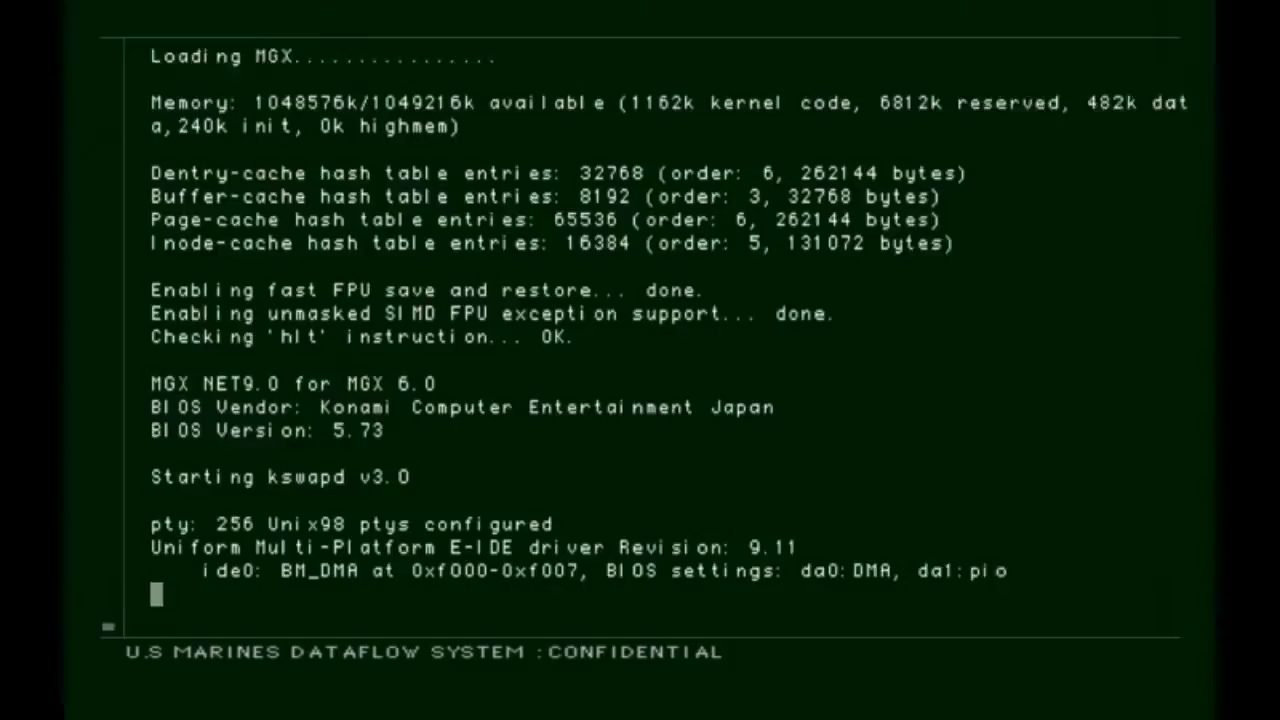 Loading MGX................
Memory: 1048576k/1049216k available (1162k kernel code, 6812k reserved, 482k dat
a,240k init, 0k highmem)
Dentry-cache hash table entries: 32768 (order: 6, 262144 bytes)
Buffer-cache hash table entries: 8192 (order: 3, 32768 bytes)
Page-cache hash table entries: 65536 (order: 6, 262144 bytes)
Inode-cache hash table entries: 16384 (order: 5, 131072 bytes)
Enabling fast FPU save and restore... done.
Enabling unmasked SIMD FPU exception support... done.
Checking 'hlt' instruction... OK.
MGX NET9.0 for MGX 6.0
BIOS Vendor: Konami Computer Entertainment Japan
BIOS Version: 5.73
Starting kswapd v3.0
pty: 256 Unix98 ptys configured
Uniform Multi-Platform E-IDE driver Revision: 9.11
ide0: BM_DMA at 0xf000-0xf007, BIOS settings: da0:DMA, da1:pio
U.S MARINES DATAFLOW SYSTEM :CONFIDENTIAL